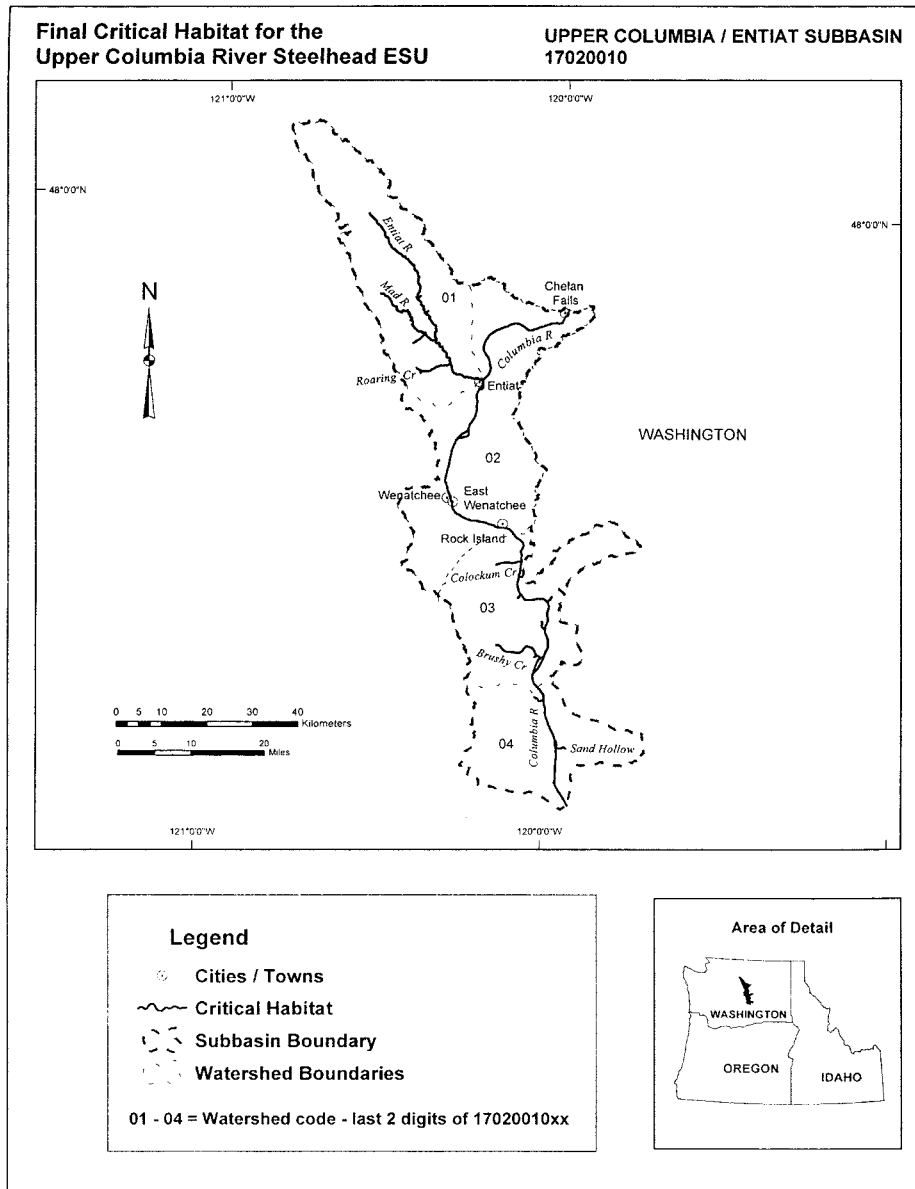 Final Critical Habitat for the
Upper Columbia River Steelhead ESU
UPPER COLUMBIA / ENTIAT SUBBASIN
17020010
121°0'0"W
120°0'0"W
48°0'0"N
48°0'0"N
N
Entiat R
Mad R
01
Chelan
Falls
Columbia R
Roaring Cr
Entiat
WASHINGTON
02
Wenatchee
East
Wenatchee
Rock Island
Colockum Cr
03
Brushy Cr
0 5 10 20 30 40
Kilometers
0 5 10 20
Miles
Columbia R
04
Sand Hollow
121°0'0"W
120°0'0"W
Legend
Cities / Towns
Critical Habitat
Subbasin Boundary
Watershed Boundaries
01 - 04 = Watershed code - last 2 digits of 17020010xx
Area of Detail
WASHINGTON
OREGON
IDAHO